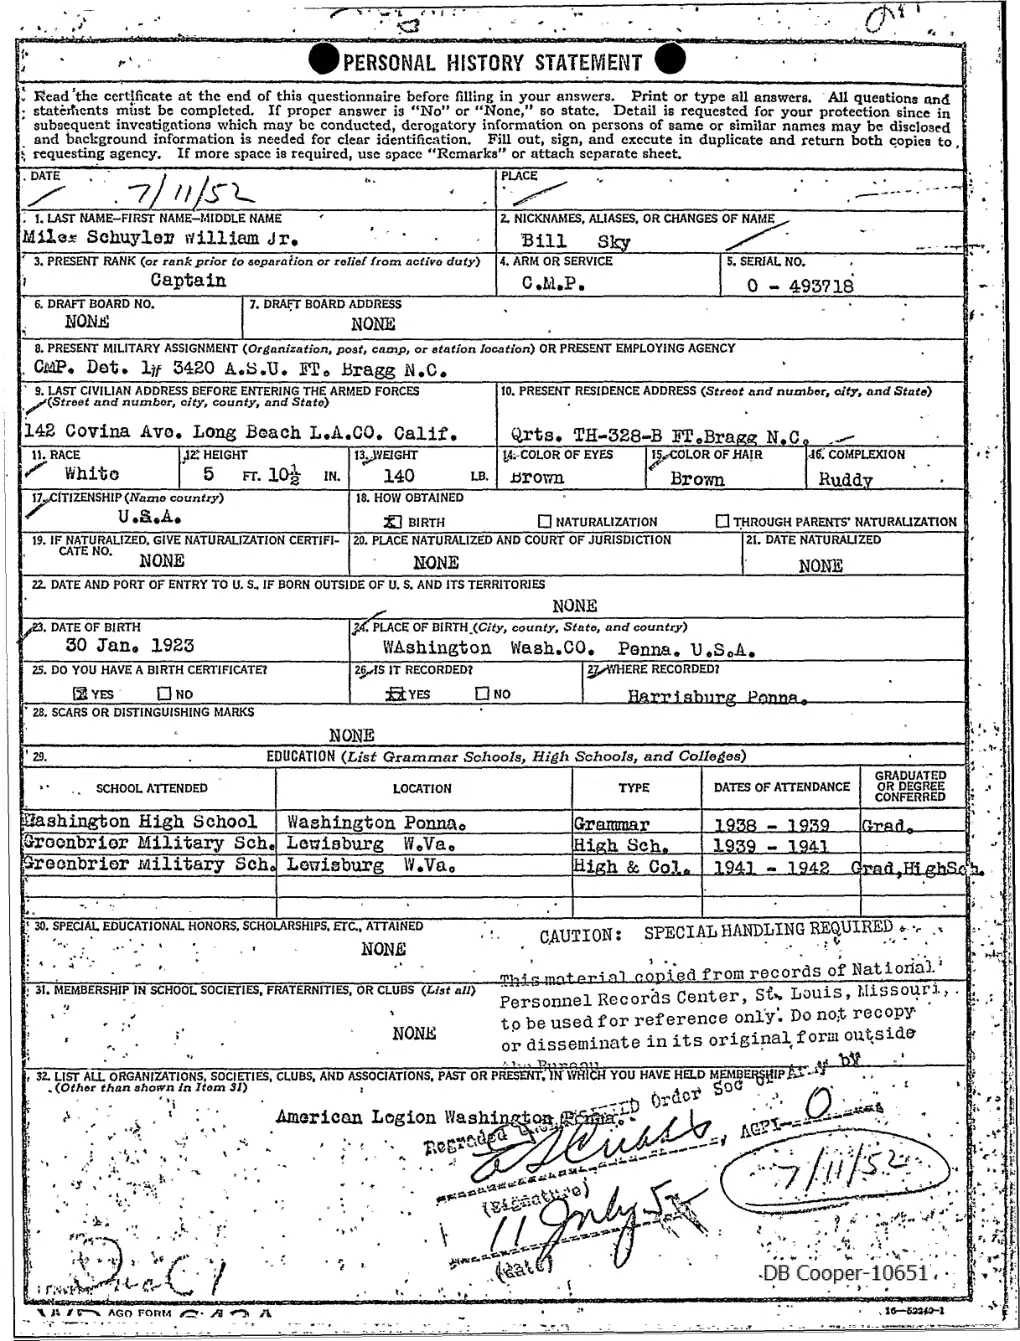 PERSONAL HISTORY STATEMENT
Read the certificate at the end of this questionnaire before filling in your answers. Print or type all answers. All questions and
statements must be completed. If proper answer is "No" or "None," so state. Detail is requested for your protection since in
subsequent investigations which may be conducted, derogatory information on persons of same or similar names may be disclosed
and background information is needed for clear identification. Fill out, sign, and execute in duplicate and return both copies to
requesting agency. If more space is required, use space "Remarks" or attach separate sheet.
DATE 7/11/52 PLACE
1. LAST NAME—FIRST NAME—MIDDLE NAME 2. NICKNAMES, ALIASES, OR CHANGES OF NAME
Miles Schuyler William Jr. Bill Sky
3. PRESENT RANK (or rank prior to separation or relief from active duty) 4. ARM OR SERVICE 5. SERIAL NO.
Captain C.M.P. O - 493718
6. DRAFT BOARD NO. 7. DRAFT BOARD ADDRESS
NONE NONE
8. PRESENT MILITARY ASSIGNMENT (Organization, post, camp, or station location) OR PRESENT EMPLOYING AGENCY
CMP. Det. 1, 3420 A.S.U. FT. Bragg N.C.
9. LAST CIVILIAN ADDRESS BEFORE ENTERING THE ARMED FORCES 10. PRESENT RESIDENCE ADDRESS (Street and number, city, and State)
(Street and number, city, county, and State)
142 Covina Ave. Long Beach L.A.CO. Calif. Qrts. TH-328-B FT.Bragg N.C.
11. RACE 12. HEIGHT 13. WEIGHT 14. COLOR OF EYES 15. COLOR OF HAIR 16. COMPLEXION
White 5 FT. 10½ IN. 140 LB. Brown Brown Ruddy
17. CITIZENSHIP (Name country) 18. HOW OBTAINED
U.S.A. ☒ BIRTH ☐ NATURALIZATION ☐ THROUGH PARENTS' NATURALIZATION
19. IF NATURALIZED, GIVE NATURALIZATION CERTIFI- 20. PLACE NATURALIZED AND COURT OF JURISDICTION 21. DATE NATURALIZED
CATE NO. NONE NONE NONE
22. DATE AND PORT OF ENTRY TO U. S., IF BORN OUTSIDE OF U. S. AND ITS TERRITORIES
NONE
23. DATE OF BIRTH 24. PLACE OF BIRTH (City, county, State, and country)
30 Jan. 1923 WAshington Wash.CO. Penna. U.S.A.
25. DO YOU HAVE A BIRTH CERTIFICATE? 26. IS IT RECORDED? 27. WHERE RECORDED?
☒ YES ☐ NO ☒ YES ☐ NO Harrisburg Penna.
28. SCARS OR DISTINGUISHING MARKS
NONE
29. EDUCATION (List Grammar Schools, High Schools, and Colleges)
SCHOOL ATTENDED LOCATION TYPE DATES OF ATTENDANCE GRADUATED OR DEGREE CONFERRED
Washington High School Washington Penna. Grammar 1938 - 1939 Grad.
Greenbrier Military Sch. Lewisburg W.Va. High Sch. 1939 - 1941
Greenbrier Military Sch. Lewisburg W.Va. High & Col. 1941 - 1942 Grad,HighSch.
30. SPECIAL EDUCATIONAL HONORS, SCHOLARSHIPS, ETC., ATTAINED
NONE
CAUTION: SPECIAL HANDLING REQUIRED
This material copied from records of National
Personnel Records Center, St. Louis, Missouri,
to be used for reference only. Do not recopy
or disseminate in its original form outside
the Bureau
31. MEMBERSHIP IN SCHOOL SOCIETIES, FRATERNITIES, OR CLUBS (List all)
NONE
32. LIST ALL ORGANIZATIONS, SOCIETIES, CLUBS, AND ASSOCIATIONS, PAST OR PRESENT, IN WHICH YOU HAVE HELD MEMBERSHIP
(Other than shown in Item 31)
American Legion Washington Penna.
Regraded Order Sec Of Army by
AGPI-O
(Signature)
11 July 52
(date)
7/11/52
DB Cooper-10651
AGO FORM
16—52240-1